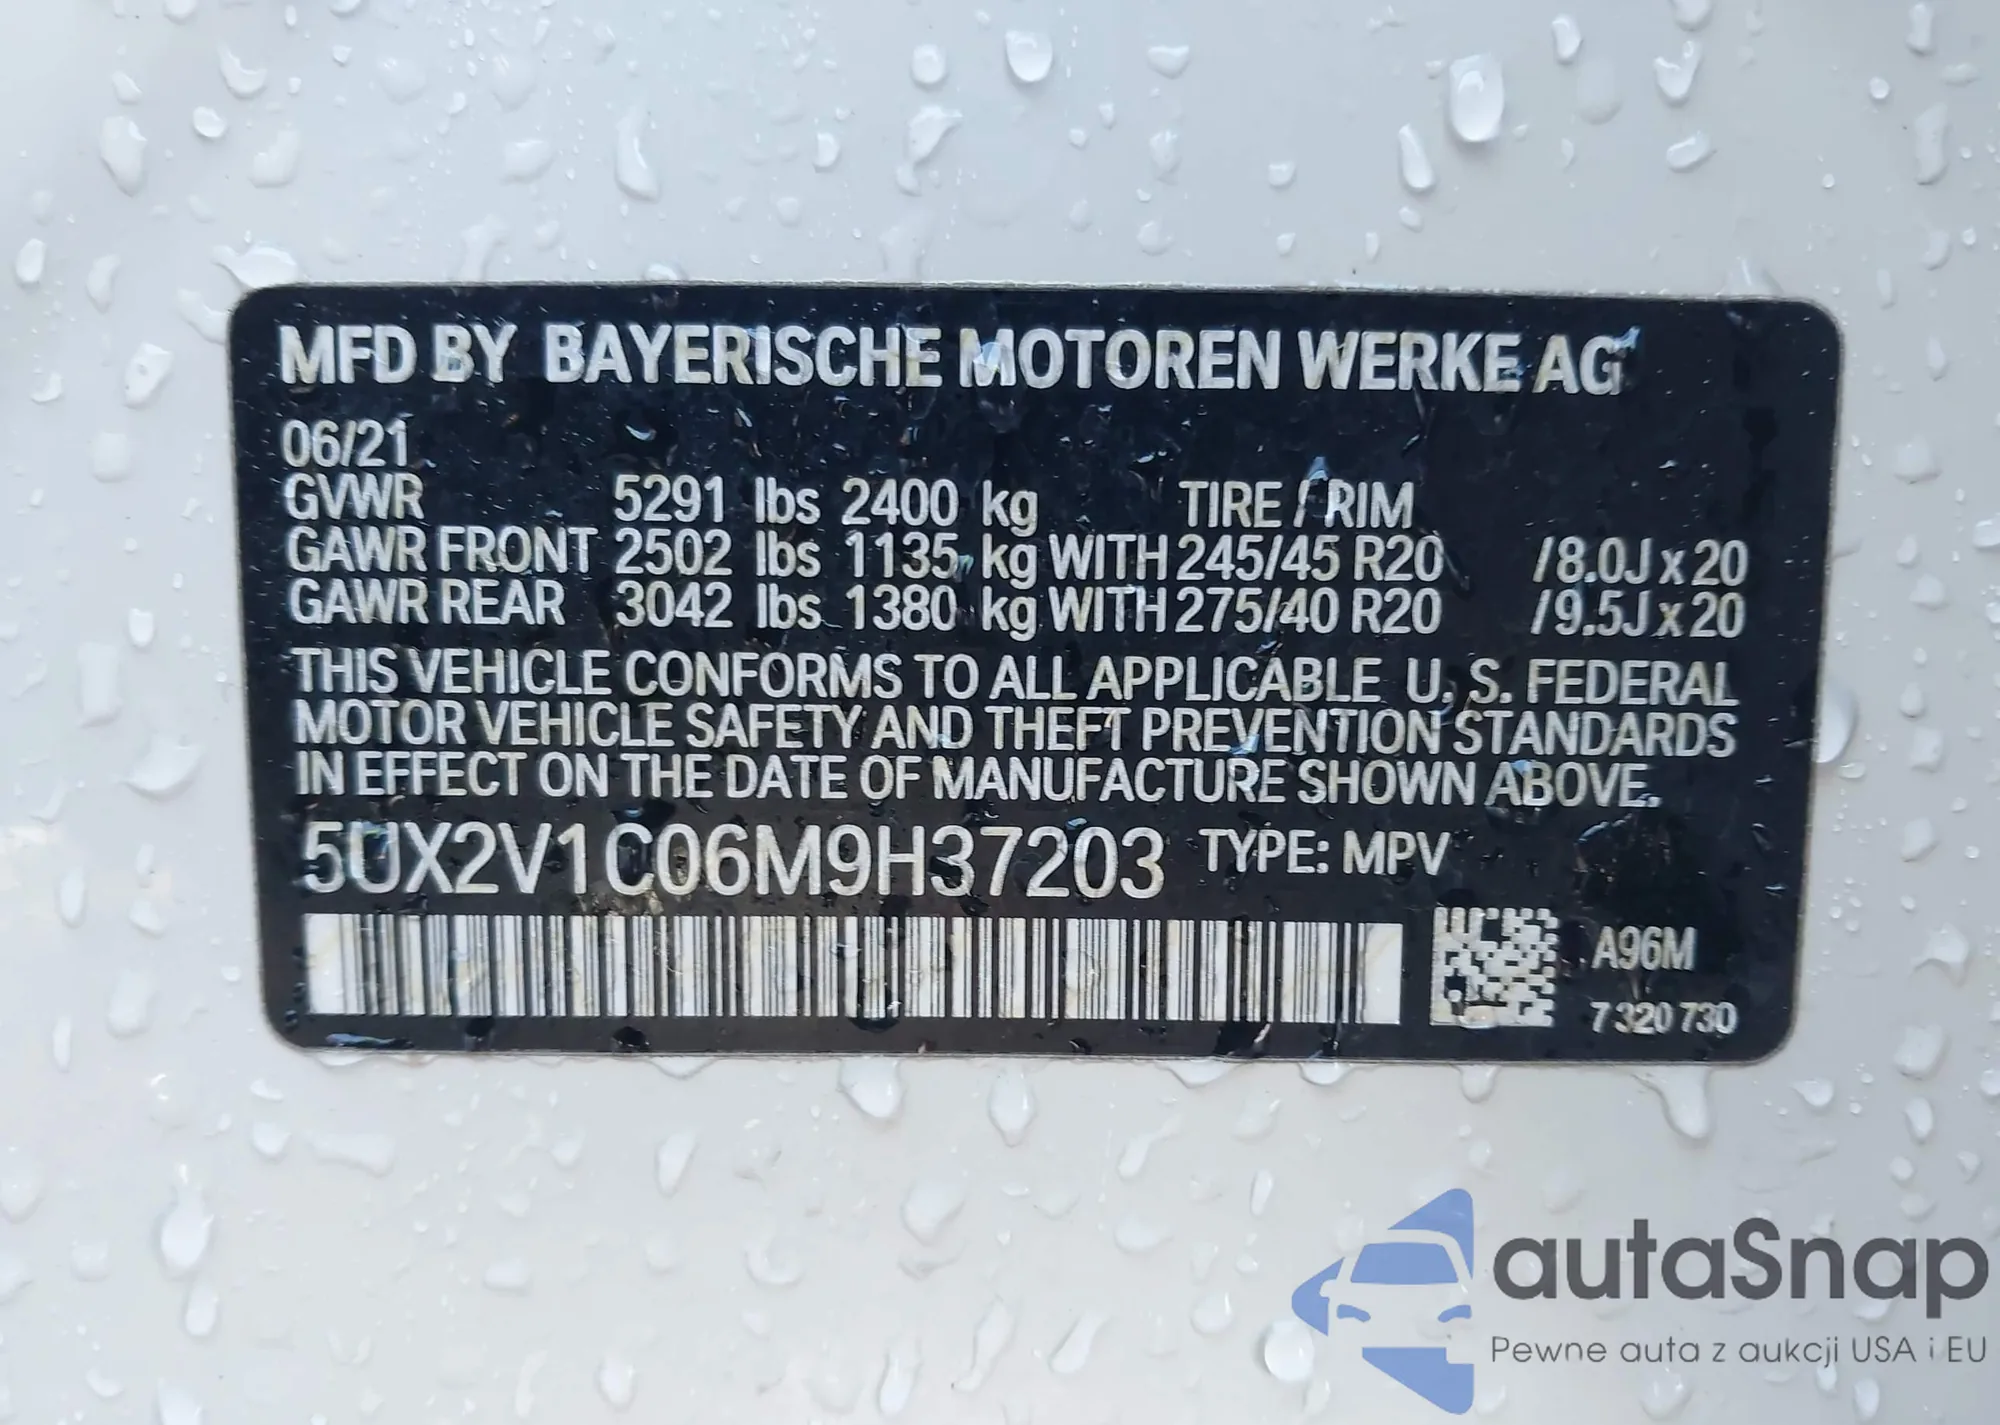 MFD BY BAYERISCHE MOTOREN WERKE AG
06/21
GVWR 5291 lbs 2400 kg TIRE / RIM
GAWR FRONT 2502 lbs 1135 kg WITH 245/45 R20 /8.0J x 20
GAWR REAR 3042 lbs 1380 kg WITH 275/40 R20 /9.5J x 20
THIS VEHICLE CONFORMS TO ALL APPLICABLE U.S. FEDERAL
MOTOR VEHICLE SAFETY AND THEFT PREVENTION STANDARDS
IN EFFECT ON THE DATE OF MANUFACTURE SHOWN ABOVE.
5UX2V1C06M9H37203 TYPE: MPV
A96M
7 320 730
autaSnap
Pewne auta z aukcji USA i EU